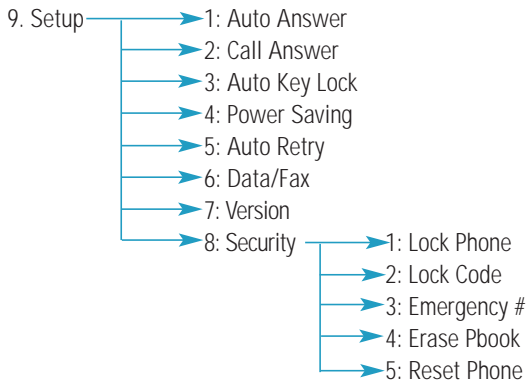 9. Setup
1: Auto Answer
2: Call Answer
3: Auto Key Lock
4: Power Saving
5: Auto Retry
6: Data/Fax
7: Version
8: Security
1: Lock Phone
2: Lock Code
3: Emergency #
4: Erase Pbook
5: Reset Phone